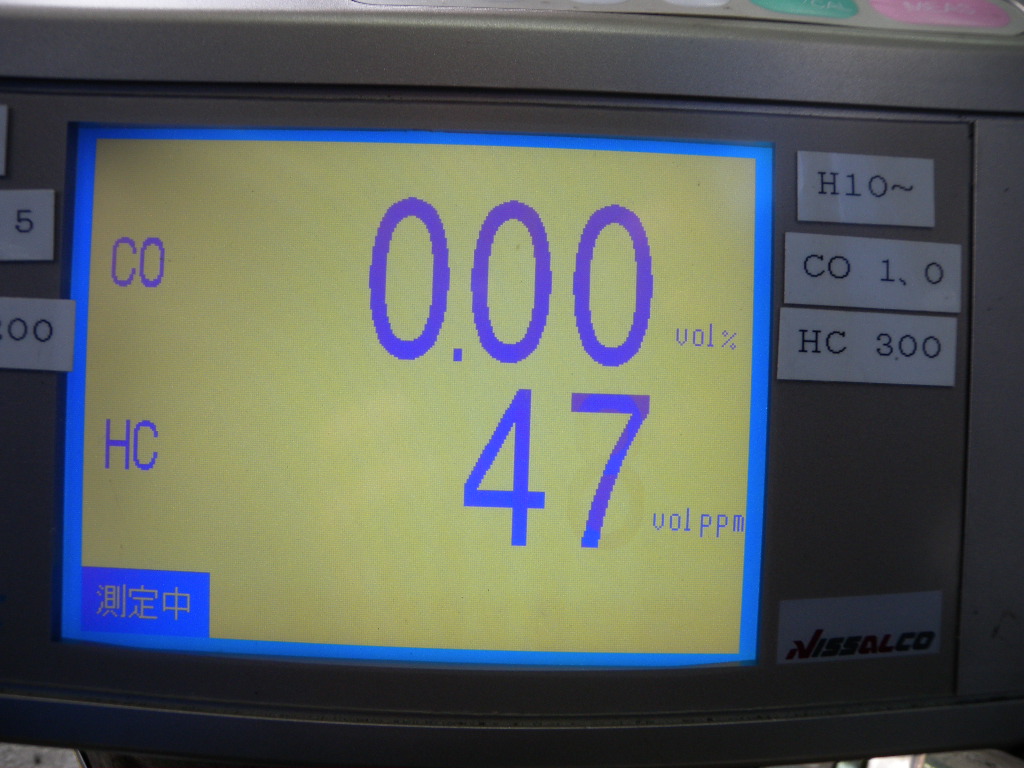 MEAS
5
00
CO 0.00 vol%
HC 47 volppm
測定中
H10~
CO 1、0
HC 300
NISSALCO